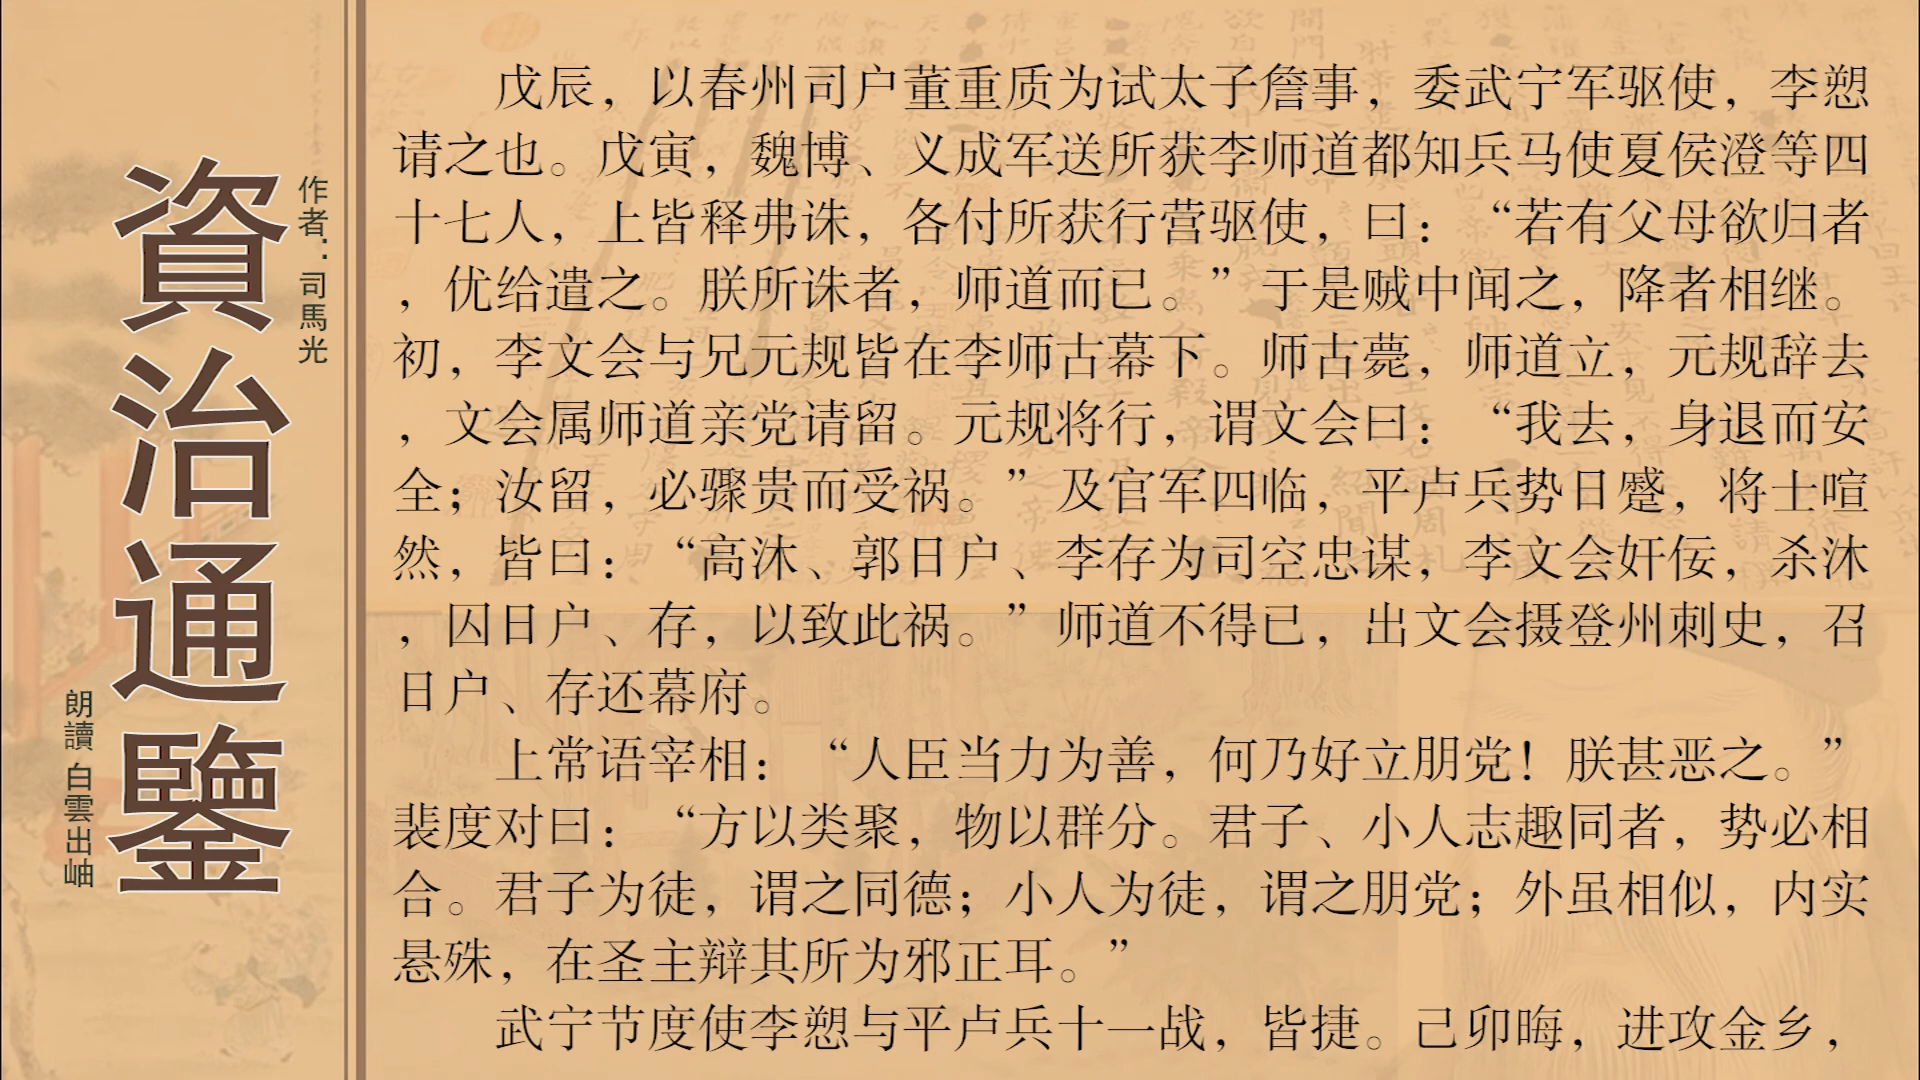 資治通鑒
作者：司馬光
朗讀 白雲出岫
戊辰，以春州司户董重质为试太子詹事，委武宁军驱使，李愬
请之也。戊寅，魏博、义成军送所获李师道都知兵马使夏侯澄等四
十七人，上皆释弗诛，各付所获行营驱使，曰：“若有父母欲归者
，优给遣之。朕所诛者，师道而已。”于是贼中闻之，降者相继。
初，李文会与兄元规皆在李师古幕下。师古薨，师道立，元规辞去
，文会属师道亲党请留。元规将行，谓文会曰：“我去，身退而安
全；汝留，必骤贵而受祸。”及官军四临，平卢兵势日蹙，将士喧
然，皆曰：“高沐、郭日户、李存为司空忠谋，李文会奸佞，杀沐
，囚日户、存，以致此祸。”师道不得已，出文会摄登州刺史，召
日户、存还幕府。
上常语宰相：“人臣当力为善，何乃好立朋党！朕甚恶之。”
裴度对曰：“方以类聚，物以群分。君子、小人志趣同者，势必相
合。君子为徒，谓之同德；小人为徒，谓之朋党；外虽相似，内实
悬殊，在圣主辩其所为邪正耳。”
武宁节度使李愬与平卢兵十一战，皆捷。己卯晦，进攻金乡，